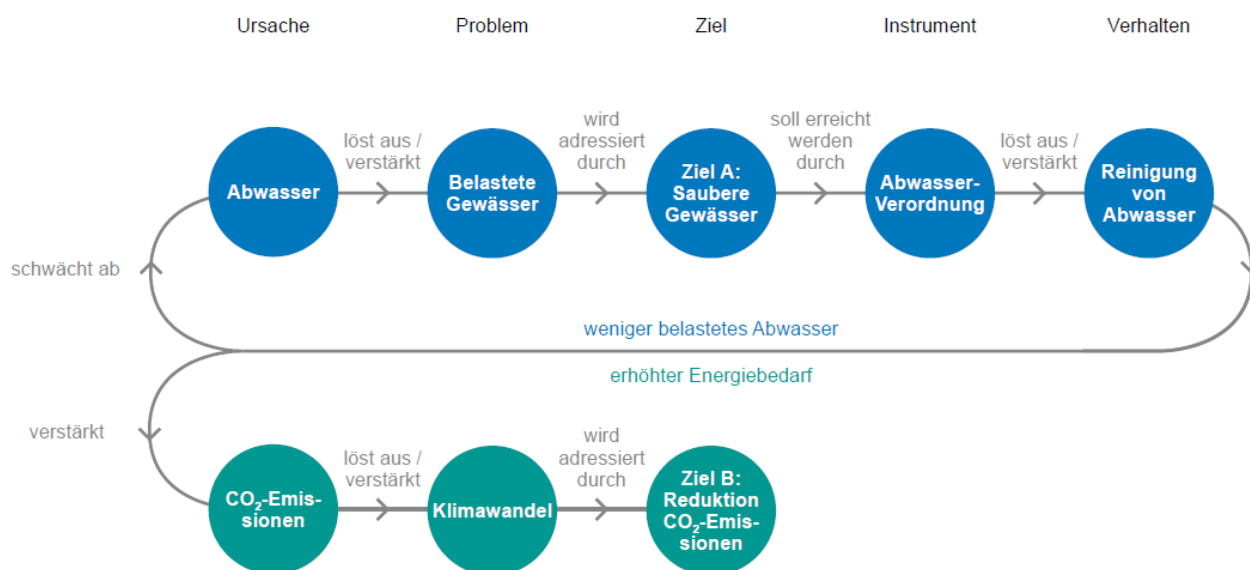 Ursache Problem Ziel Instrument Verhalten
löst aus /
verstärkt
wird
adressiert
durch
soll erreicht
werden
durch
löst aus /
verstärkt
Abwasser
Belastete
Gewässer
Ziel A:
Saubere
Gewässer
Abwasser-
Verordnung
Reinigung
von
Abwasser
schwächt ab
weniger belastetes Abwasser
erhöhter Energiebedarf
verstärkt
löst aus /
verstärkt
wird
adressiert
durch
CO₂-Emis-
sionen
Klimawandel
Ziel B:
Reduktion
CO₂-Emis-
sionen